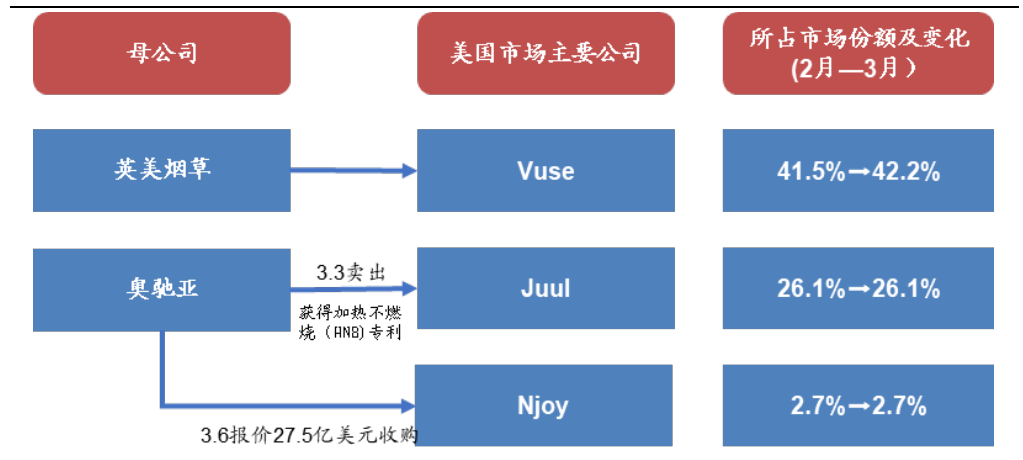 母公司
美国市场主要公司
所占市场份额及变化
(2月—3月）
英美烟草
Vuse
41.5%→42.2%
奥驰亚
3.3卖出
获得加热不燃
烧（HNB)专利
Juul
26.1%→26.1%
Njoy
2.7%→2.7%
3.6报价27.5亿美元收购